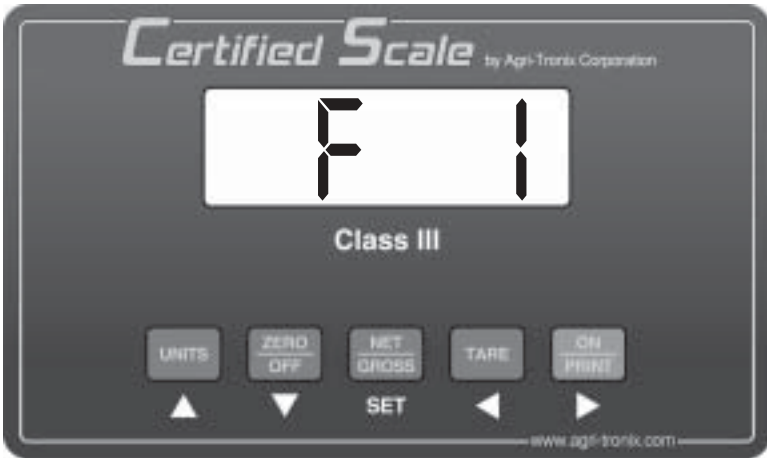 Certified Scale by Agri-Tronix Corporation
F 1
Class III
UNITS ZERO OFF NET GROSS TARE ON PRINT
▲ ▼ SET ◀ ▶
www.agri-tronix.com